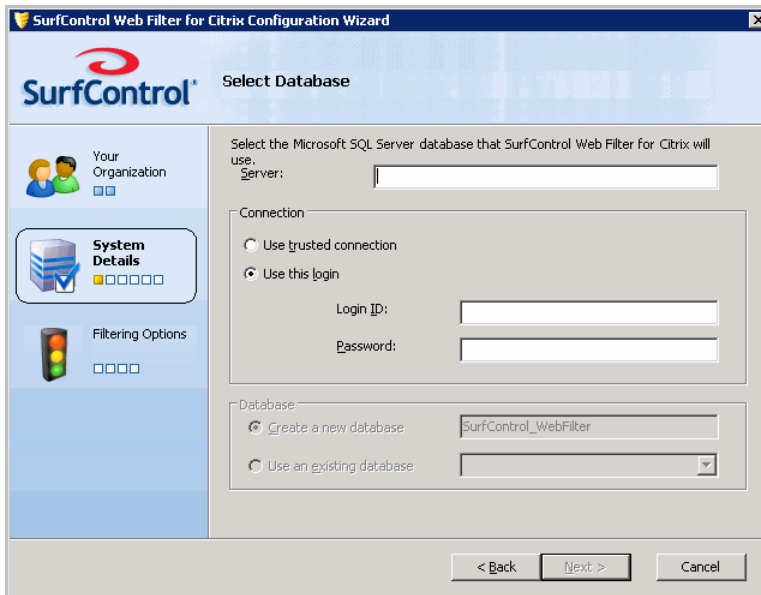 SurfControl Web Filter for Citrix Configuration Wizard
SurfControl
Select Database
Your
Organization
System
Details
Filtering Options
Select the Microsoft SQL Server database that SurfControl Web Filter for Citrix will
use.
Server:
Connection
Use trusted connection
Use this login
Login ID:
Password:
Database
Create a new database
SurfControl_WebFilter
Use an existing database
< Back
Next >
Cancel